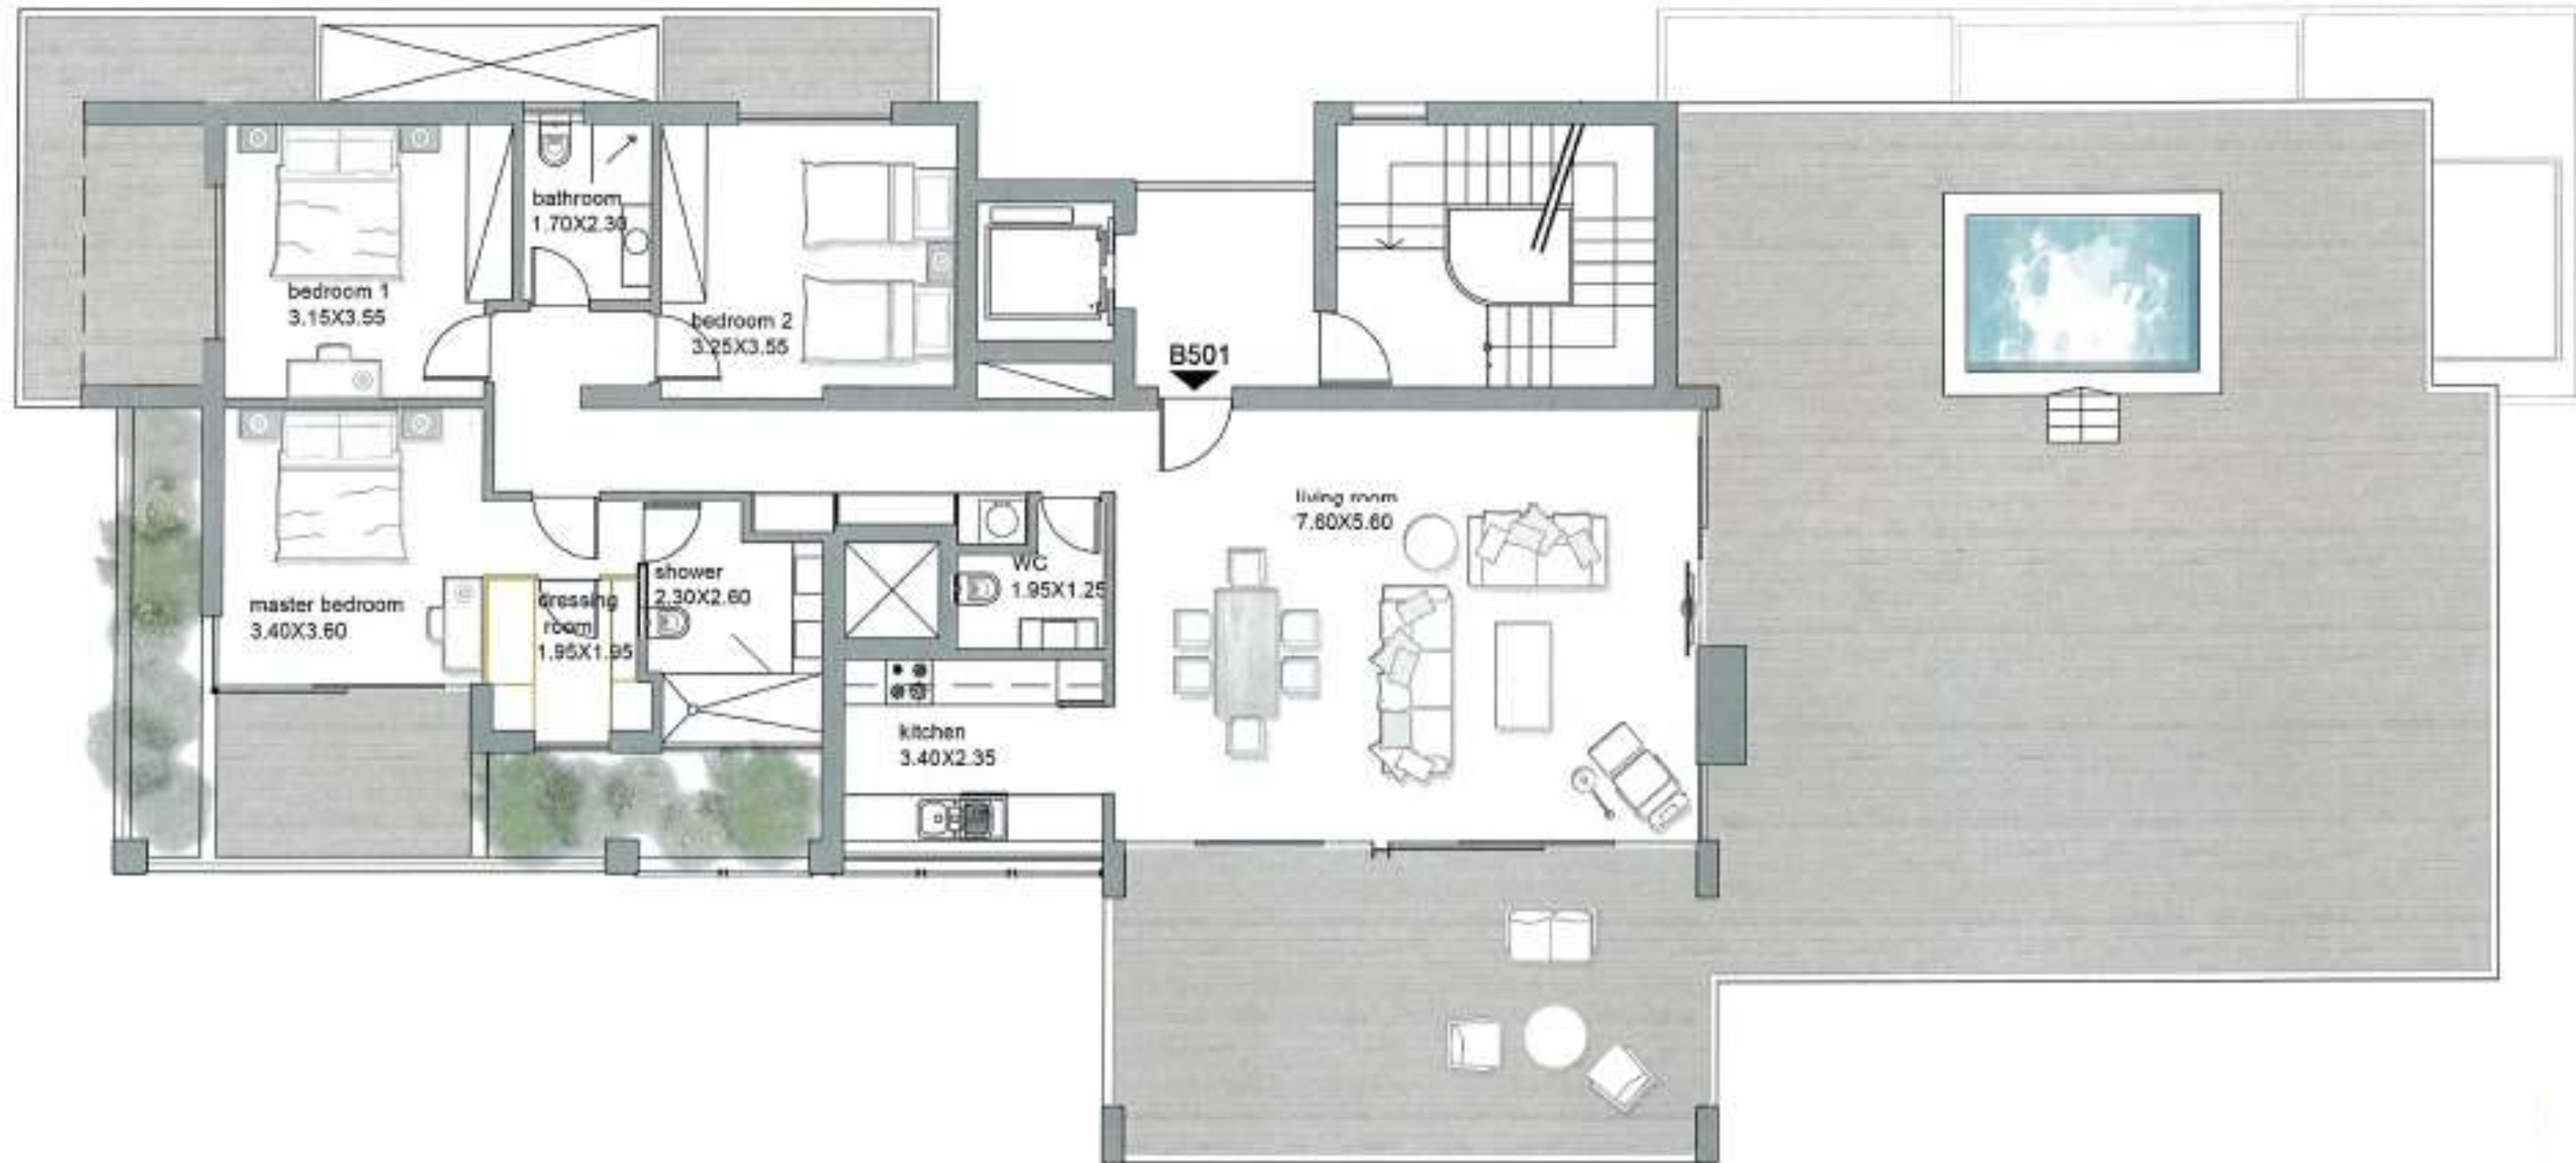 bathroom
1.70X2.30
bedroom 1
3.15X3.55
bedroom 2
3.25X3.55
B501
living room
7.60X5.60
master bedroom
3.40X3.60
dressing
room
1.95X1.95
shower
2.30X2.60
WC
1.95X1.25
kitchen
3.40X2.35